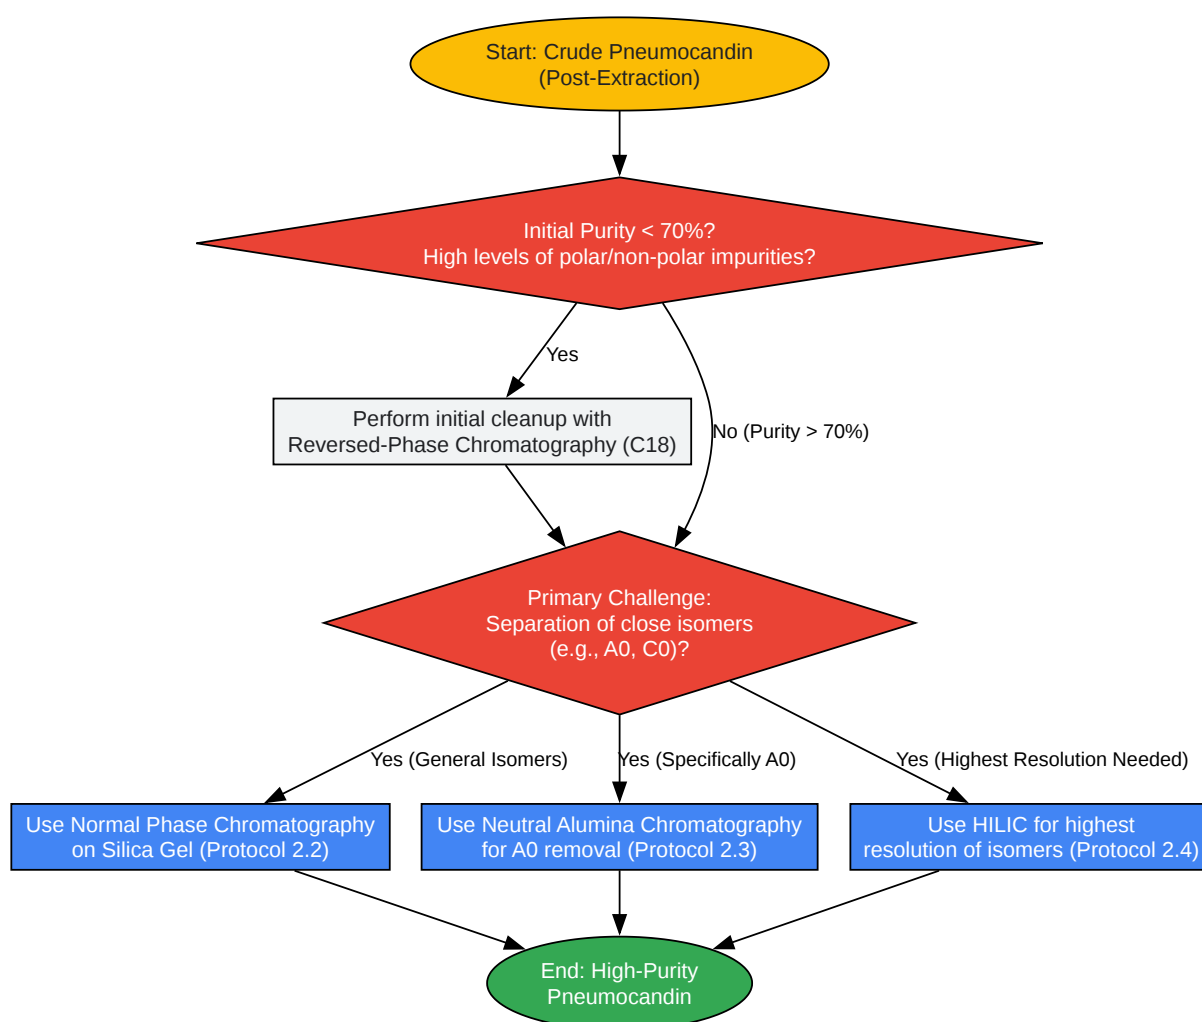 Start: Crude Pneumocandin
(Post-Extraction)
Initial Purity < 70%?
High levels of polar/non-polar impurities?
Yes
Perform initial cleanup with
Reversed-Phase Chromatography (C18)
No (Purity > 70%)
Primary Challenge:
Separation of close isomers
(e.g., A0, C0)?
Yes (General Isomers)
Yes (Specifically A0)
Yes (Highest Resolution Needed)
Use Normal Phase Chromatography
on Silica Gel (Protocol 2.2)
Use Neutral Alumina Chromatography
for A0 removal (Protocol 2.3)
Use HILIC for highest
resolution of isomers (Protocol 2.4)
End: High-Purity
Pneumocandin